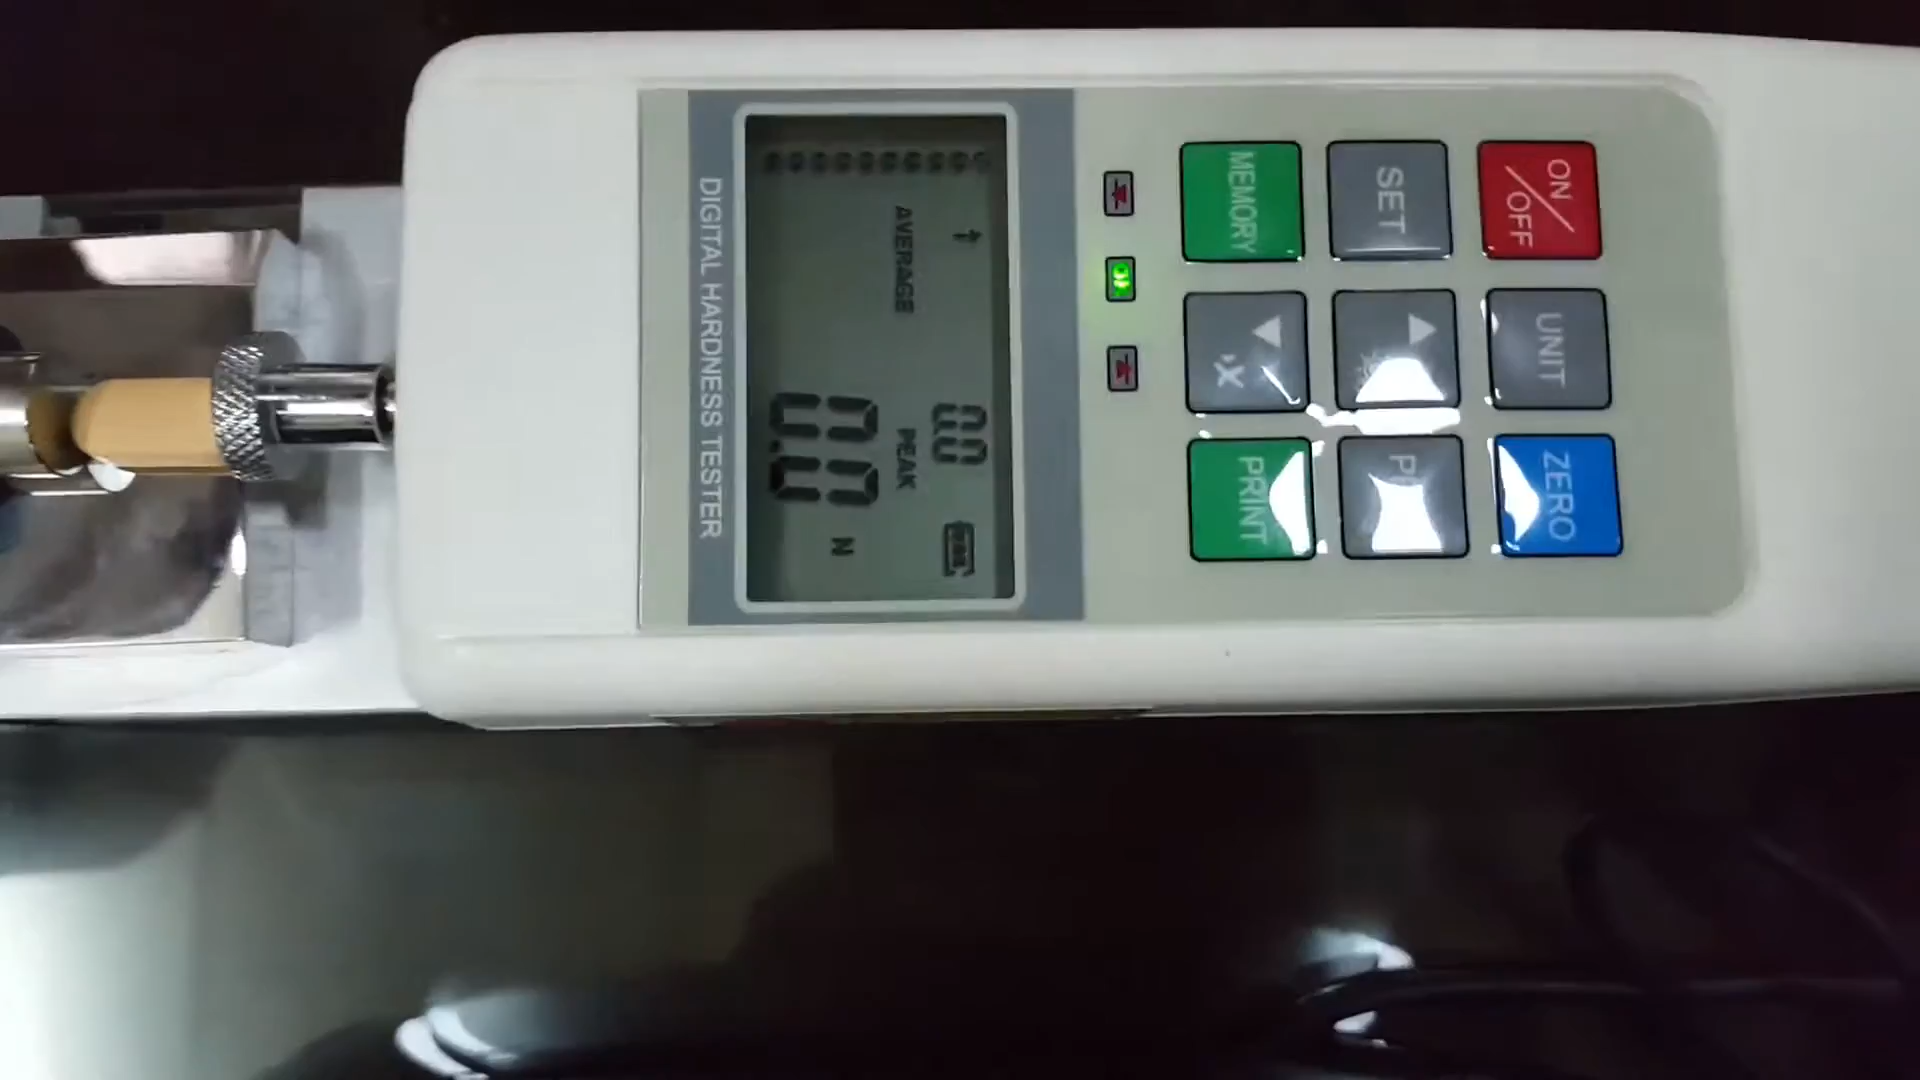 ON/OFF
UNIT
ZERO
SET
MEMORY
PRINT
0.0
AVERAGE
PEAK
0.0 N
DIGITAL HARDNESS TESTER